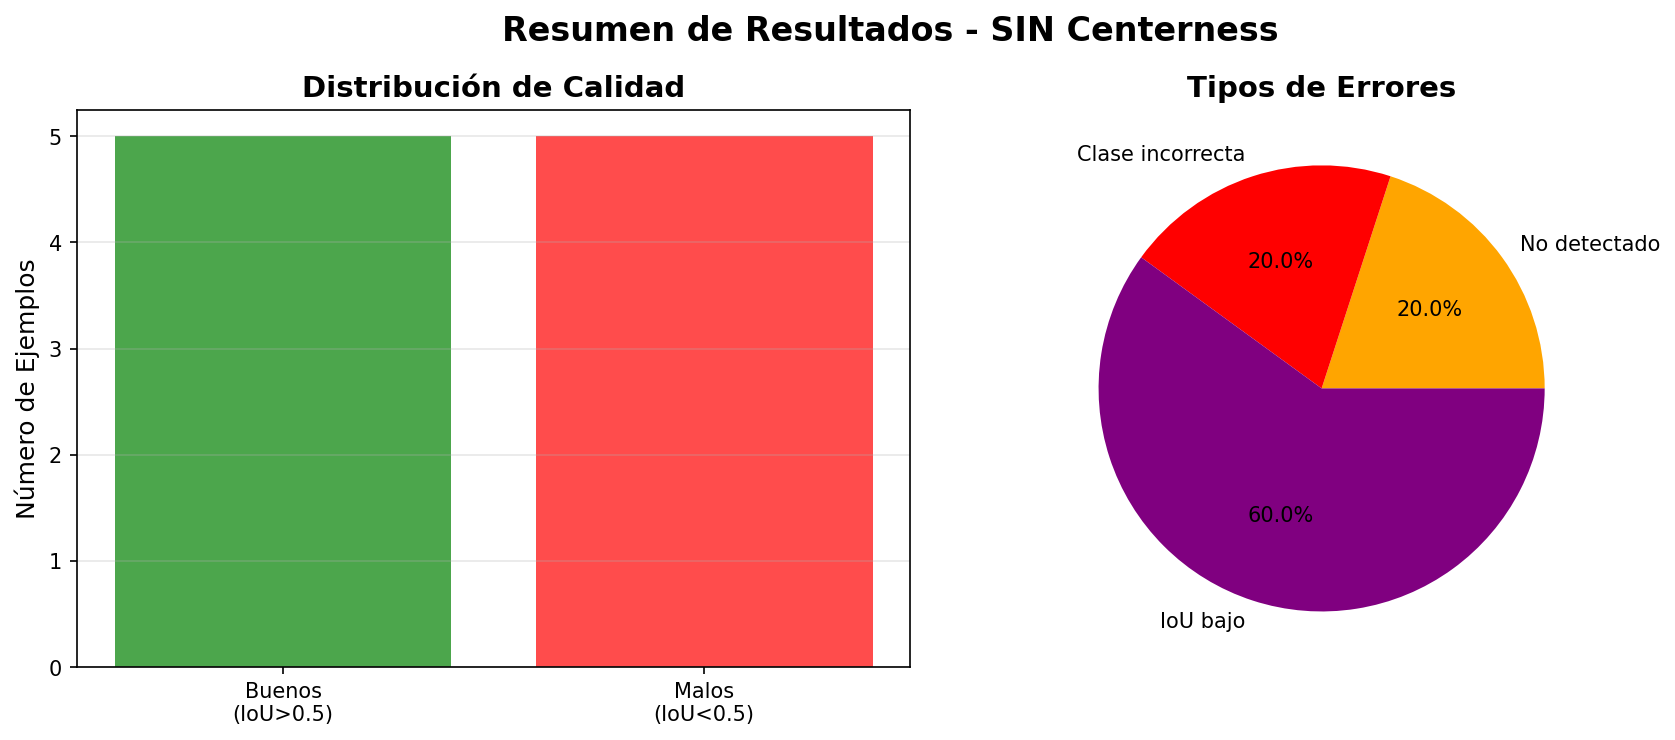 Resumen de Resultados - SIN Centerness
Distribución de Calidad
Número de Ejemplos
5
4
3
2
1
0
Buenos
(IoU>0.5)
Malos
(IoU<0.5)
Tipos de Errores
Clase incorrecta
No detectado
20.0%
20.0%
60.0%
IoU bajo